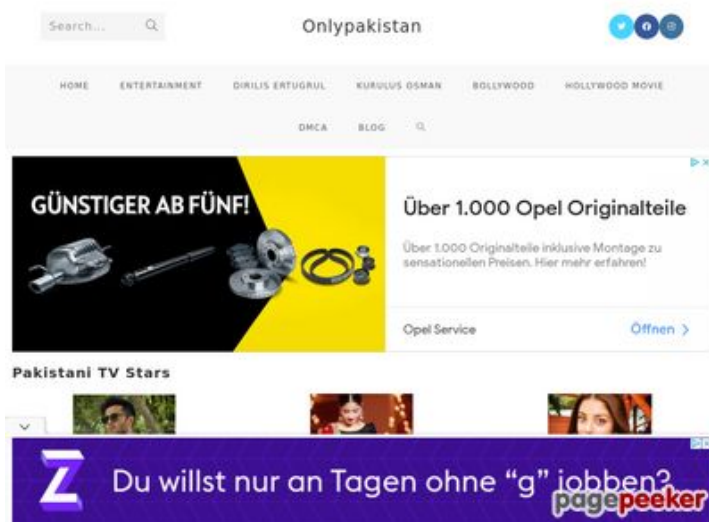 Search...
Onlypakistan
HOME ENTERTAINMENT DIRILIS ERTUGRUL KURULUS OSMAN BOLLYWOOD HOLLYWOOD MOVIE
DMCA BLOG
GÜNSTIGER AB FÜNF!
Über 1.000 Opel Originalteile
Über 1.000 Originalteile inklusive Montage zu
sensationellen Preisen. Hier mehr erfahren!
Opel Service Öffnen
Pakistani TV Stars
Z Du willst nur an Tagen ohne “g” jobben?
pagepeeker